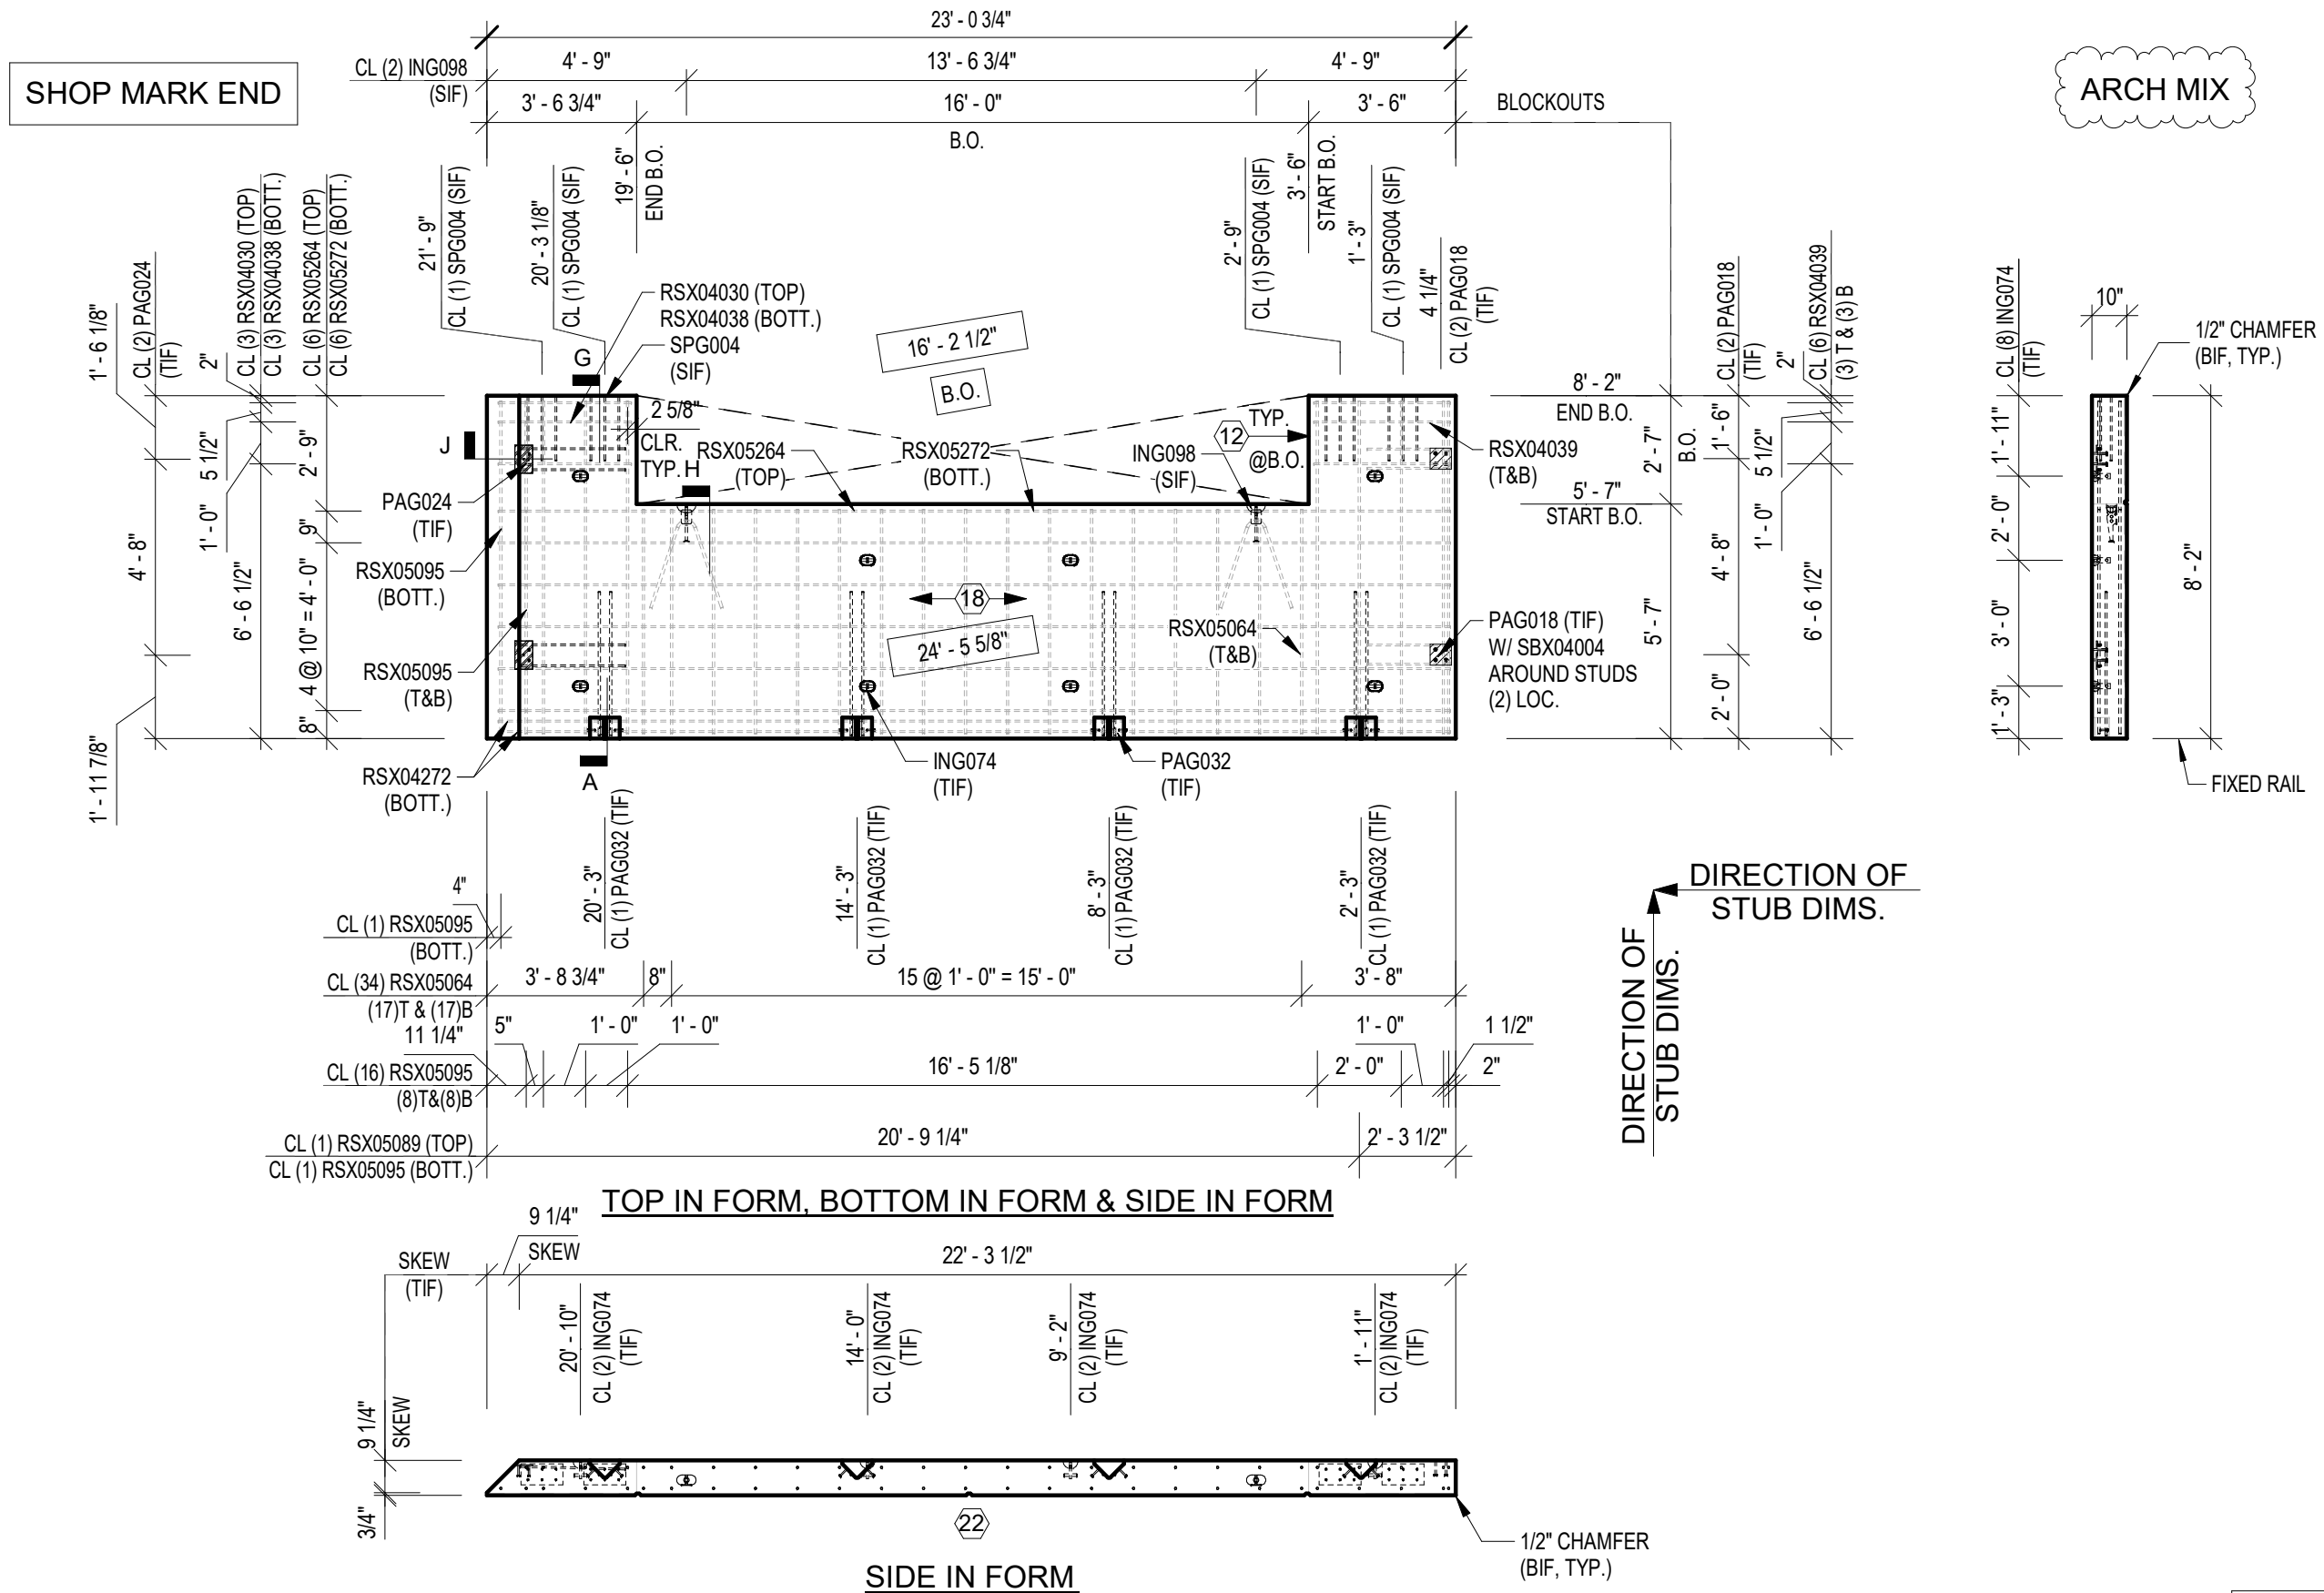 SHOP MARK END
ARCH MIX
23' - 0 3/4"
CL (2) ING098
(SIF)
4' - 9"
13' - 6 3/4"
4' - 9"
3' - 6 3/4"
16' - 0"
3' - 6"
BLOCKOUTS
B.O.
21' - 9"
CL (1) SPG004 (SIF)
20' - 3 1/8"
CL (1) SPG004 (SIF)
19' - 6"
END B.O.
2' - 9"
CL (1) SPG004 (SIF)
3' - 6"
START B.O.
1' - 3"
CL (1) SPG004 (SIF)
4 1/4"
CL (2) PAG018
(TIF)
1' - 6 1/8"
CL (2) PAG024
(TIF)
4' - 8"
1' - 11 7/8"
2"
CL (3) RSX04030 (TOP)
CL (3) RSX04038 (BOTT.)
5 1/2"
1' - 0"
6' - 6 1/2"
CL (6) RSX05264 (TOP)
CL (6) RSX05272 (BOTT.)
2' - 9"
9"
4 @ 10" = 4' - 0"
8"
RSX04030 (TOP)
RSX04038 (BOTT.)
SPG004
(SIF)
G
J
2 5/8"
CLR.
TYP.
H
16' - 2 1/2"
B.O.
RSX05264
(TOP)
RSX05272
(BOTT.)
ING098
(SIF)
12
TYP.
@B.O.
RSX04039
(T&B)
PAG024
(TIF)
RSX05095
(BOTT.)
RSX05095
(T&B)
RSX04272
(BOTT.)
18
24' - 5 5/8"
RSX05064
(T&B)
PAG018 (TIF)
W/ SBX04004
AROUND STUDS
(2) LOC.
A
ING074
(TIF)
PAG032
(TIF)
8' - 2"
END B.O.
5' - 7"
START B.O.
2' - 7"
B.O.
5' - 7"
CL (2) PAG018
(TIF)
1' - 6"
4' - 8"
2' - 0"
2"
CL (6) RSX04039
(3) T & (3) B
5 1/2"
1' - 0"
6' - 6 1/2"
CL (8) ING074
(TIF)
1' - 11"
2' - 0"
3' - 0"
1' - 3"
10"
1/2" CHAMFER
(BIF, TYP.)
8' - 2"
FIXED RAIL
20' - 3"
CL (1) PAG032 (TIF)
14' - 3"
CL (1) PAG032 (TIF)
8' - 3"
CL (1) PAG032 (TIF)
2' - 3"
CL (1) PAG032 (TIF)
DIRECTION OF
STUB DIMS.
DIRECTION OF
STUB DIMS.
4"
CL (1) RSX05095
(BOTT.)
CL (34) RSX05064
(17)T & (17)B
3' - 8 3/4"
8"
15 @ 1' - 0" = 15' - 0"
3' - 8"
11 1/4"
5"
1' - 0"
1' - 0"
1' - 0"
1 1/2"
CL (16) RSX05095
(8)T&(8)B
16' - 5 1/8"
2' - 0"
2"
CL (1) RSX05089 (TOP)
CL (1) RSX05095 (BOTT.)
20' - 9 1/4"
2' - 3 1/2"
TOP IN FORM, BOTTOM IN FORM & SIDE IN FORM
9 1/4"
SKEW
SKEW
(TIF)
22' - 3 1/2"
20' - 10"
CL (2) ING074
(TIF)
14' - 0"
CL (2) ING074
(TIF)
9' - 2"
CL (2) ING074
(TIF)
1' - 11"
CL (2) ING074
(TIF)
9 1/4"
SKEW
3/4"
22
1/2" CHAMFER
(BIF, TYP.)
SIDE IN FORM